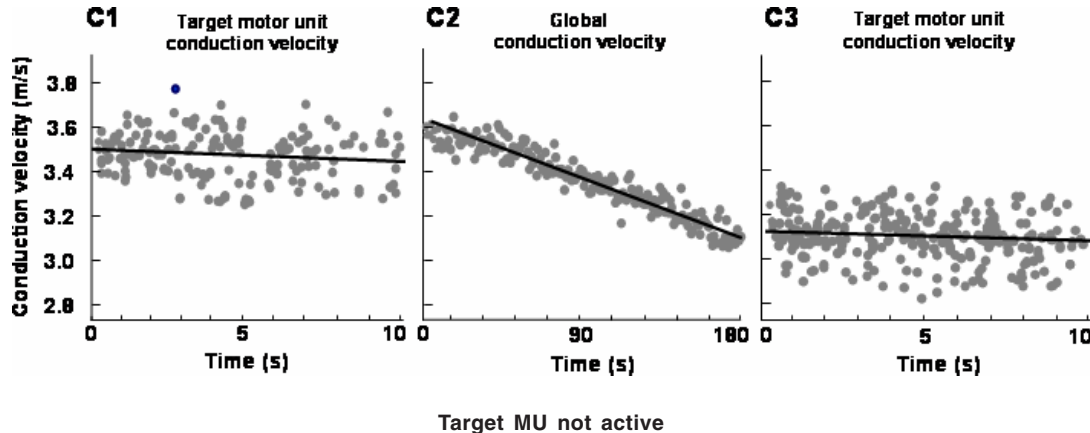 C1 Target motor unit
conduction velocity
C2 Global
conduction velocity
C3 Target motor unit
conduction velocity
Conduction velocity (m/s)
3.8
3.6
3.4
3.2
3.0
2.8
0 5 10
Time (s)
0 90 180
Time (s)
0 5 10
Time (s)
Target MU not active